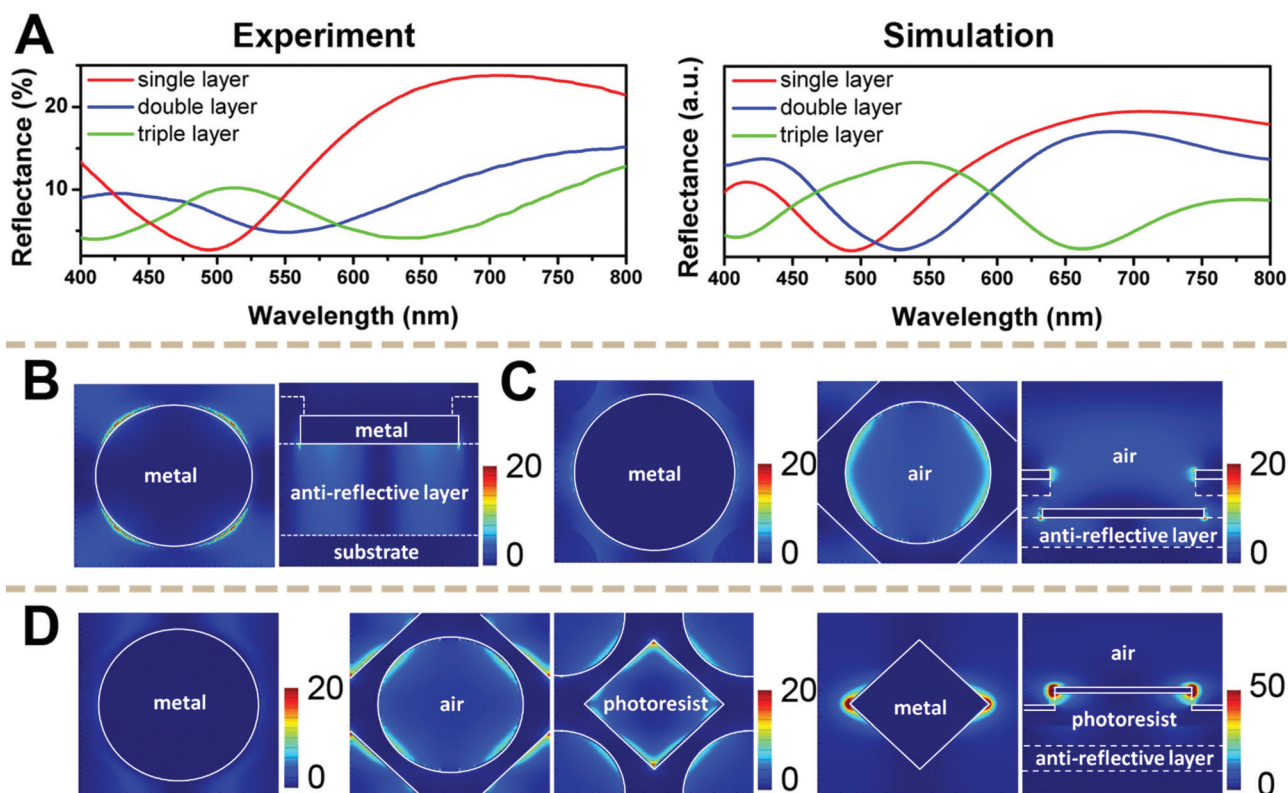 A
Experiment
Simulation
single layer
double layer
triple layer
Reflectance (%)
20
10
400 450 500 550 600 650 700 750 800
Wavelength (nm)
single layer
double layer
triple layer
Reflectance (a.u.)
400 450 500 550 600 650 700 750 800
Wavelength (nm)
B
metal
metal
anti-reflective layer
substrate
20
0
C
metal
20
0
air
air
anti-reflective layer
20
0
D
metal
20
0
air
photoresist
20
0
metal
air
photoresist
anti-reflective layer
50
0